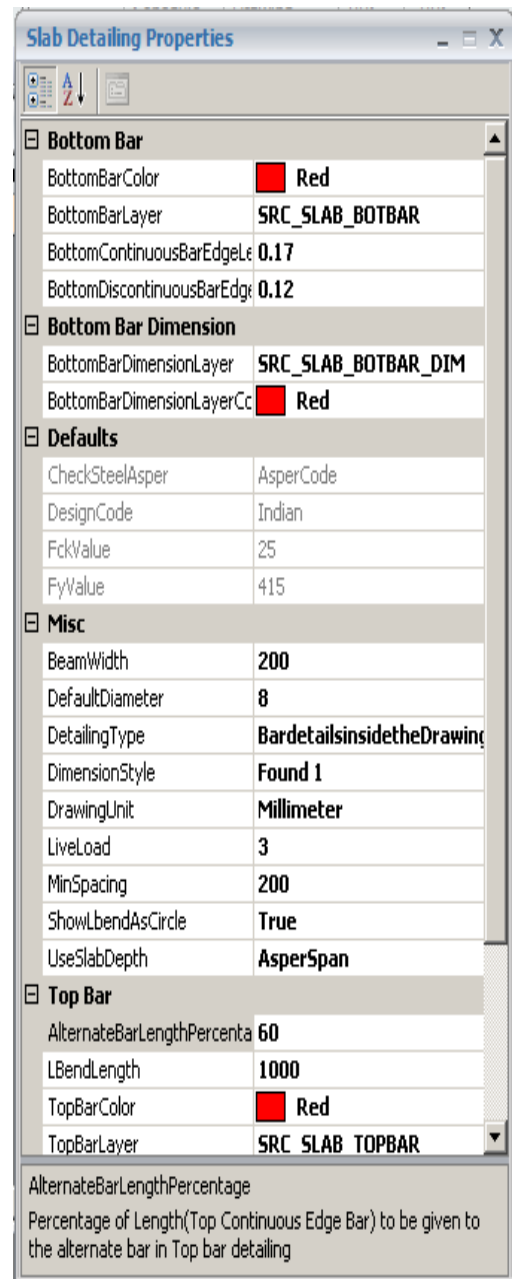 Slab Detailing Properties
Bottom Bar
BottomBarColor Red
BottomBarLayer SRC_SLAB_BOTBAR
BottomContinuousBarEdgeLe 0.17
BottomDiscontinuousBarEdge 0.12
Bottom Bar Dimension
BottomBarDimensionLayer SRC_SLAB_BOTBAR_DIM
BottomBarDimensionLayerCc Red
Defaults
CheckSteelAsper AsperCode
DesignCode Indian
FckValue 25
FyValue 415
Misc
BeamWidth 200
DefaultDiameter 8
DetailingType BardetailsinsidetheDrawing
DimensionStyle Found 1
DrawingUnit Millimeter
LiveLoad 3
MinSpacing 200
ShowLbendAsCircle True
UseSlabDepth AsperSpan
Top Bar
AlternateBarLengthPercenta 60
LBendLength 1000
TopBarColor Red
TopBarLayer SRC_SLAB_TOPBAR
AlternateBarLengthPercentage
Percentage of Length(Top Continuous Edge Bar) to be given to
the alternate bar in Top bar detailing